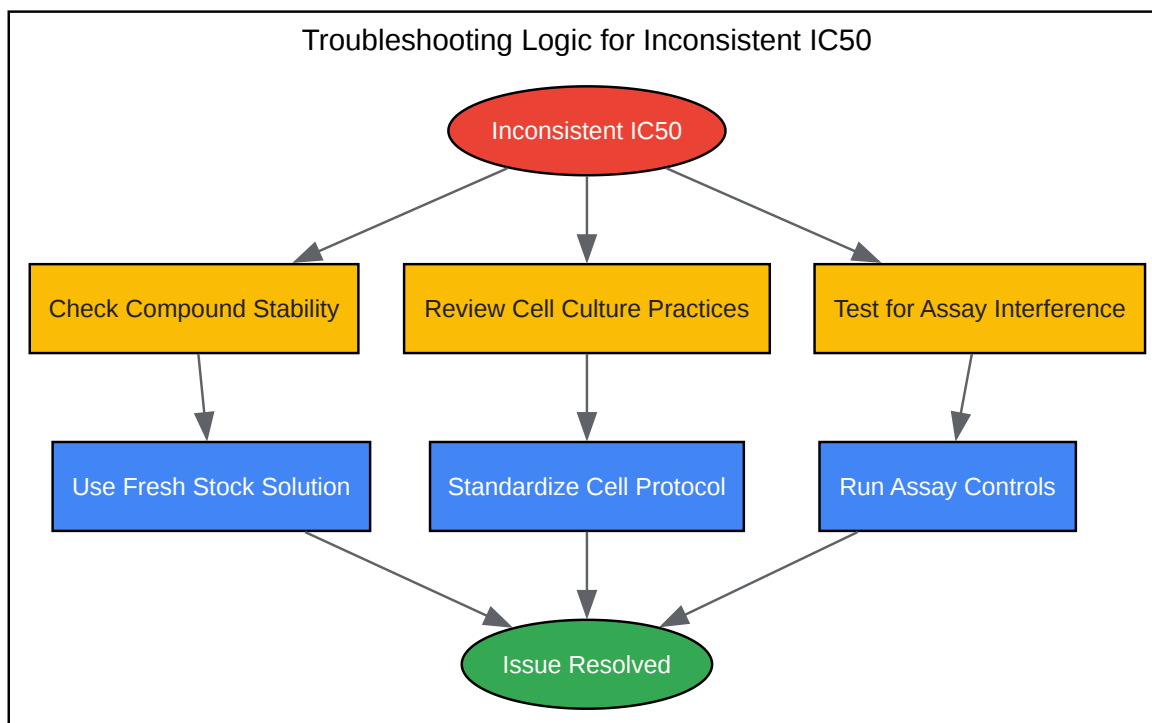 Troubleshooting Logic for Inconsistent IC50
Inconsistent IC50
Check Compound Stability
Review Cell Culture Practices
Test for Assay Interference
Use Fresh Stock Solution
Standardize Cell Protocol
Run Assay Controls
Issue Resolved